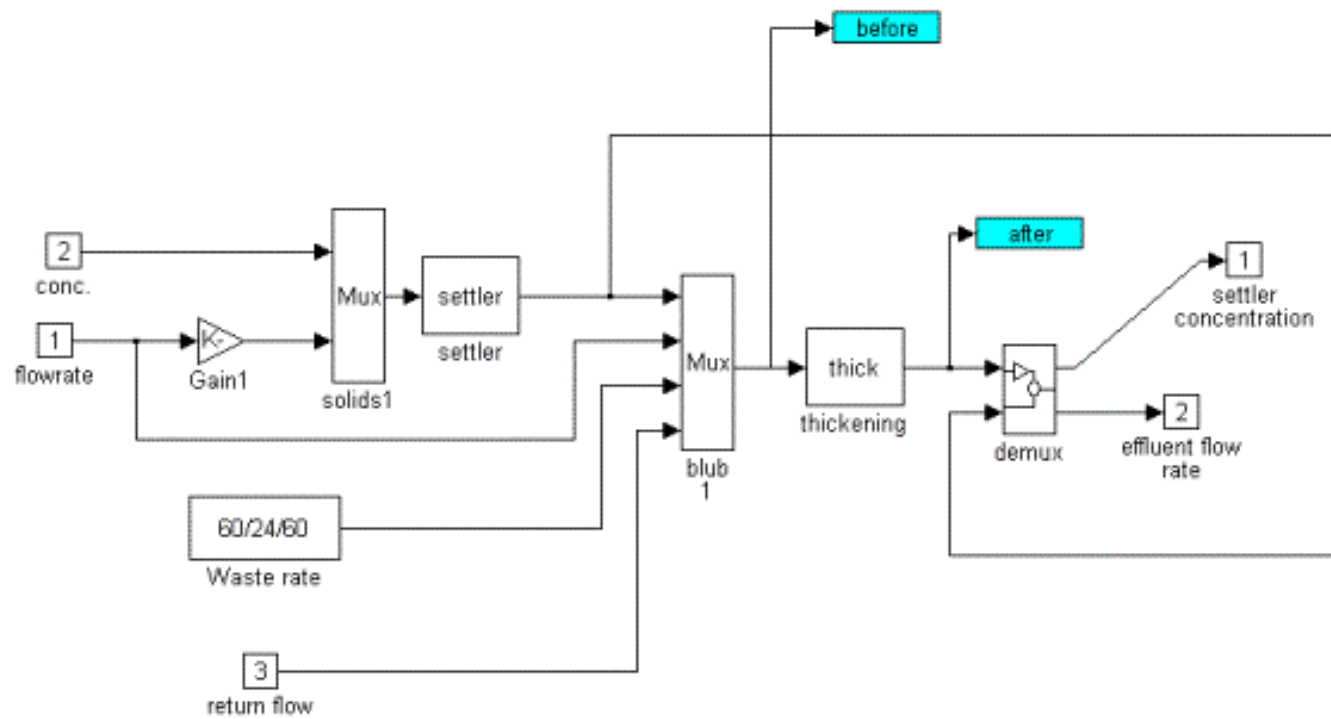 before
after
2
conc.
1
flowrate
K-
Gain1
Mux
solids1
settler
settler
Mux
blub
1
thick
thickening
demux
1
settler
concentration
2
effluent flow
rate
60/24/60
Waste rate
3
return flow